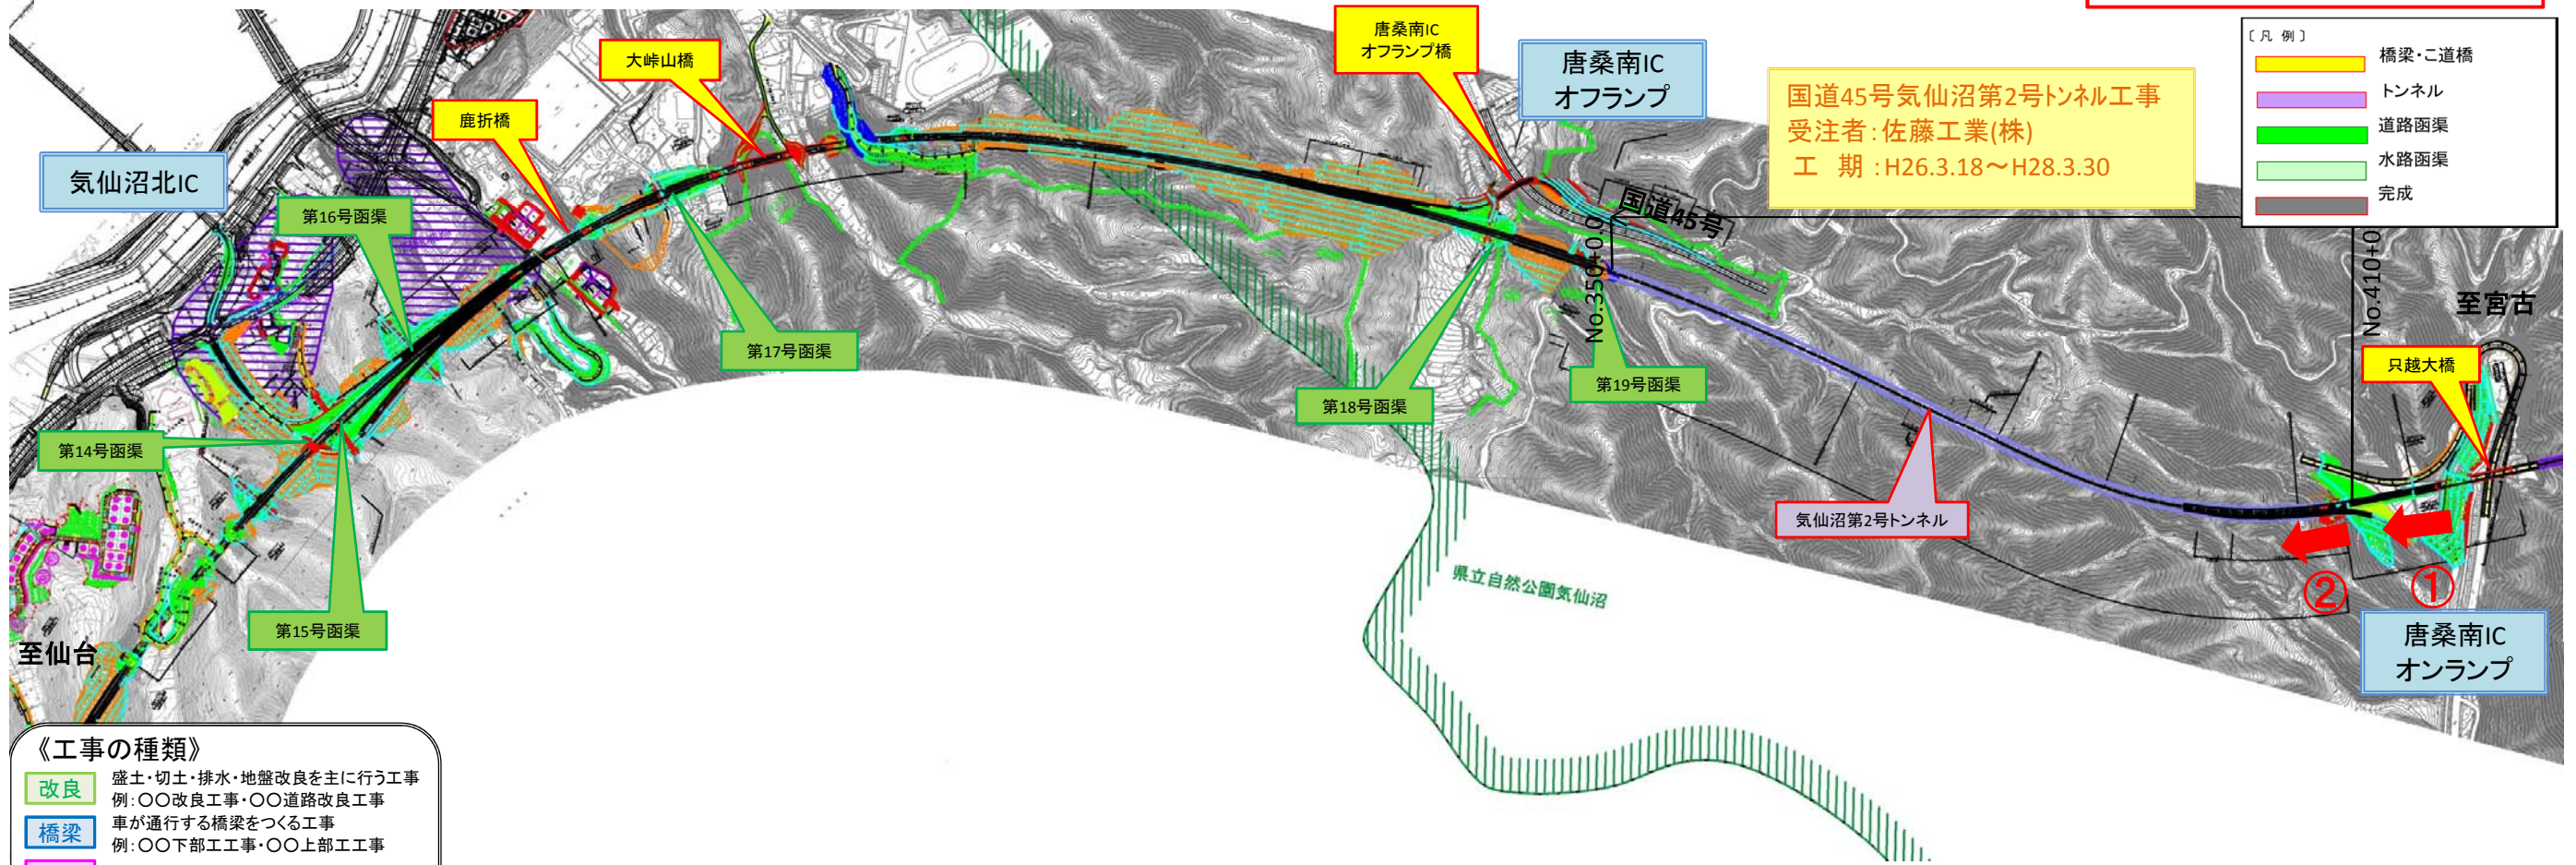 唐桑南IC
オフランプ橋
大峠山橋
鹿折橋
唐桑南IC
オフランプ
〔凡 例〕
橋梁・こ道橋
トンネル
道路函渠
水路函渠
完成
国道45号気仙沼第2号トンネル工事
受注者:佐藤工業(株)
工 期 :H26.3.18～H28.3.30
気仙沼北IC
第16号函渠
国道45号
No.350+0.0
No.410+0
至宮古
第17号函渠
第18号函渠
第19号函渠
只越大橋
第14号函渠
気仙沼第2号トンネル
県立自然公園気仙沼
②
①
第15号函渠
至仙台
唐桑南IC
オンランプ
《工事の種類》
改良
盛土・切土・排水・地盤改良を主に行う工事
例:〇〇改良工事・〇〇道路改良工事
橋梁
車が通行する橋梁をつくる工事
例:〇〇下部工工事・〇〇上部工工事